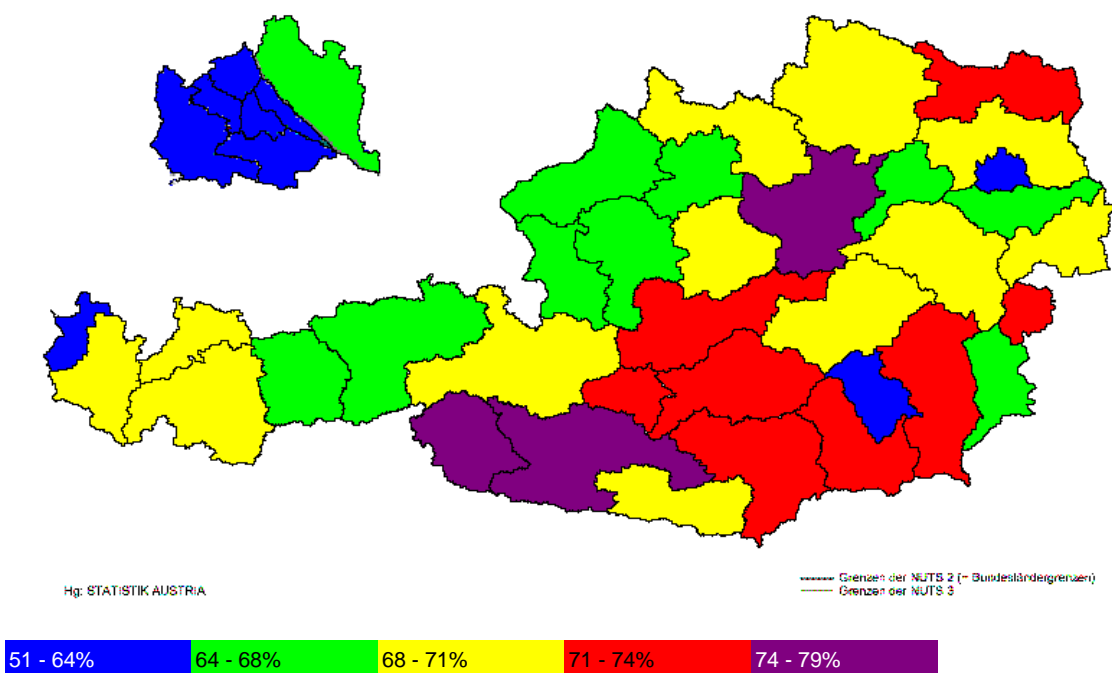 Hg: STATISTIK AUSTRIA
Grenzen der NUTS 2 (= Bundesländergrenzen)
Grenzen der NUTS 3
51 - 64%
64 - 68%
68 - 71%
71 - 74%
74 - 79%